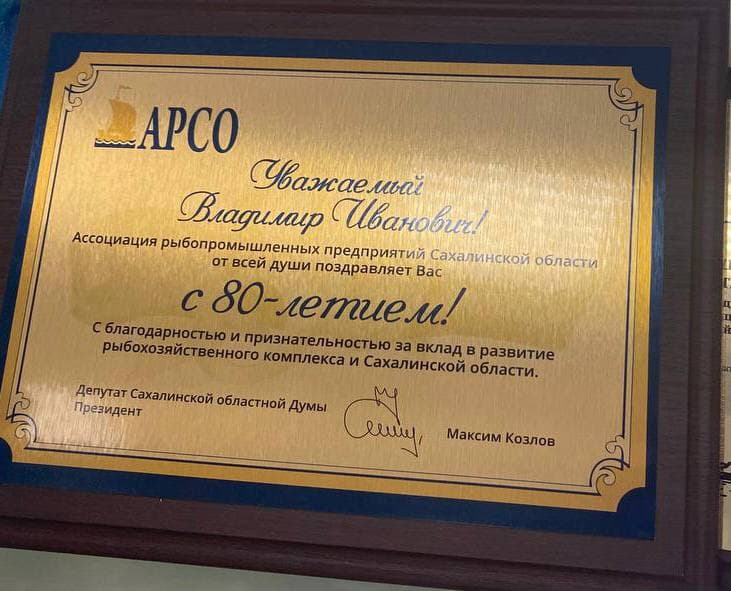 АРСО
Уважаемый
Владимир Иванович!
Ассоциация рыбопромышленных предприятий Сахалинской области
от всей души поздравляет Вас
с 80-летием!
С благодарностью и признательностью за вклад в развитие
рыбохозяйственного комплекса и Сахалинской области.
Депутат Сахалинской областной Думы
Президент
Максим Козлов